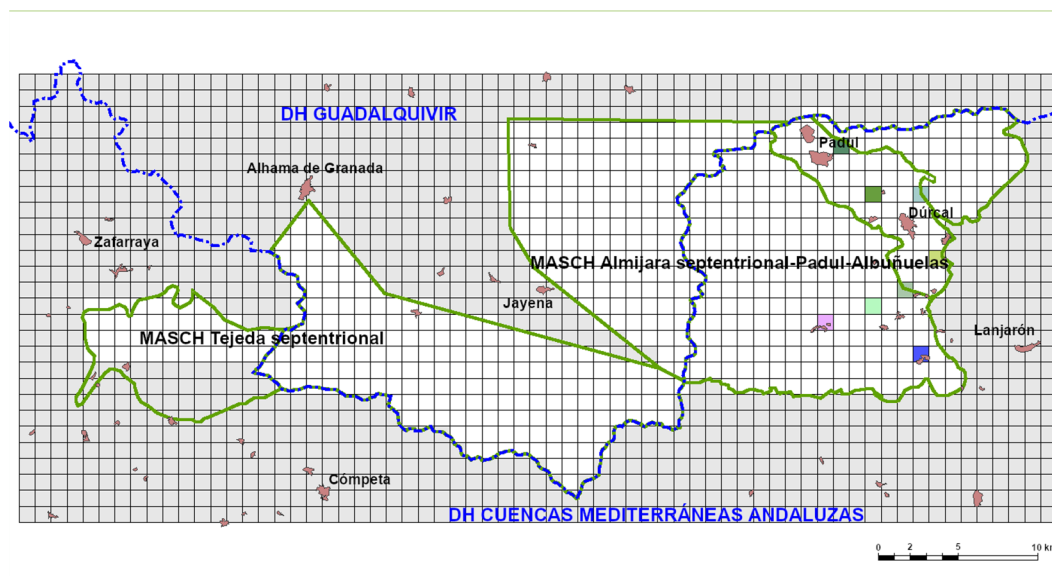 DH GUADALQUIVIR
Padul
Alhama de Granada
Dúrcal
Zafarraya
MASCH Almijara septentrional-Padul-Albuñuelas
Jayena
Lanjarón
MASCH Tejeda septentrional
Cómpeta
DH CUENCAS MEDITERRÁNEAS ANDALUZAS
0 2 5 10 km